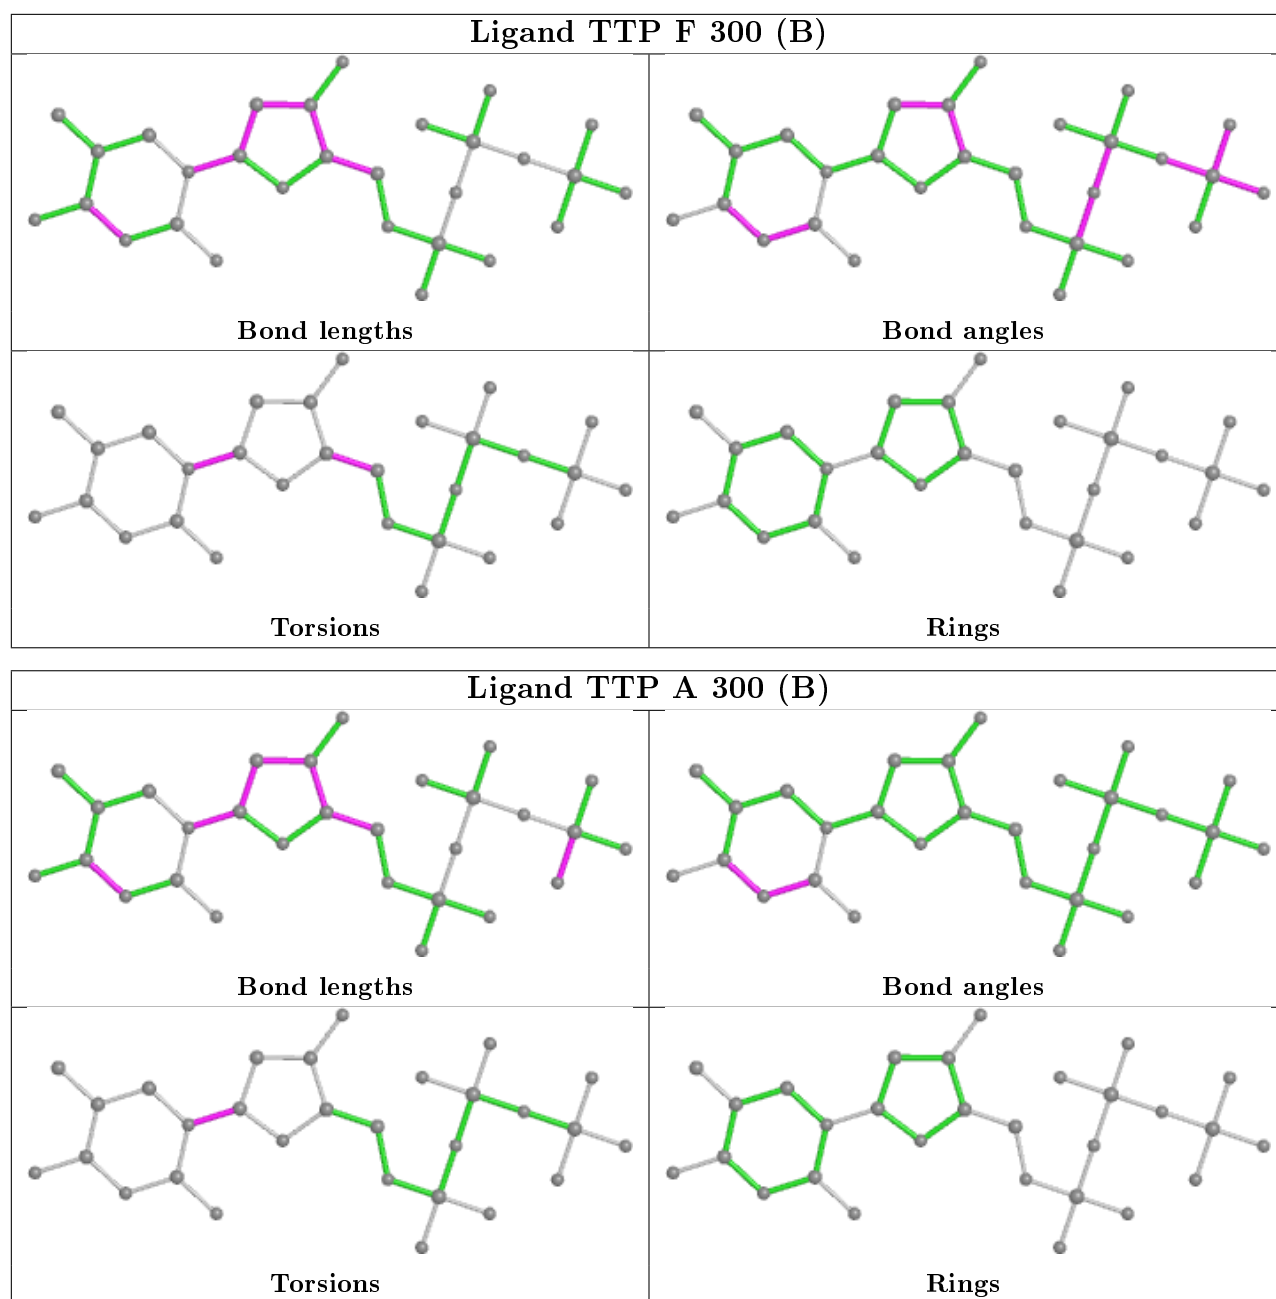 Ligand TTP F 300 (B)
Bond lengths
Bond angles
Torsions
Rings
Ligand TTP A 300 (B)
Bond lengths
Bond angles
Torsions
Rings